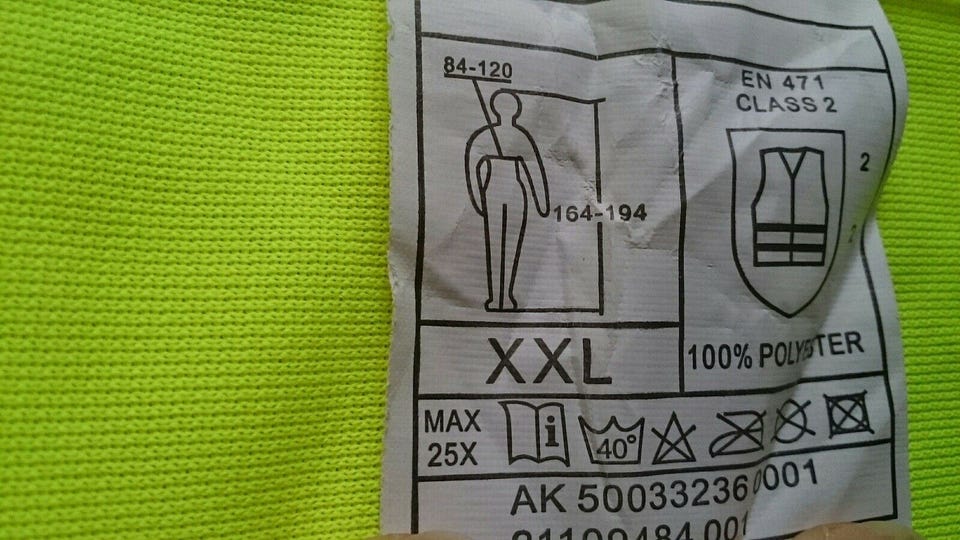 84-120
164-194
XXL
EN 471
CLASS 2
2
100% POLYESTER
MAX
25X
i
40°
AK 500332360001